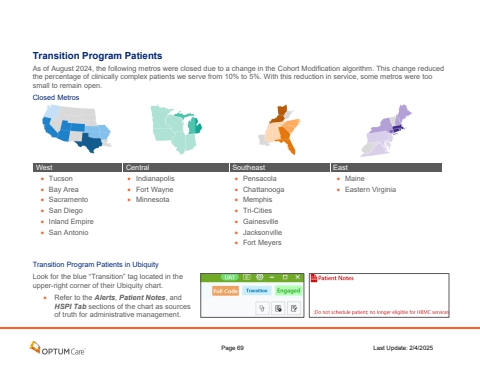 Transition Program Patients
As of August 2024, the following metros were closed due to a change in the Cohort Modification algorithm. This change reduced
the percentage of clinically complex patients we serve from 10% to 5%. With this reduction in service, some metros were too
small to remain open.
Closed Metros
West Central Southeast East
• Tucson • Indianapolis • Pensacola • Maine
• Bay Area • Fort Wayne • Chattanooga • Eastern Virginia
• Sacramento • Minnesota • Memphis
• San Diego • Tri-Cities
• Inland Empire • Gainesville
• San Antonio • Jacksonville
• Fort Meyers
Transition Program Patients in Ubiquity
Look for the blue "Transition" tag located in the
upper-right corner of their Ubiquity chart.
• Refer to the Alerts, Patient Notes, and
HSPI Tab sections of the chart as sources
of truth for administrative management.
UAT
Full Code Transition Engaged
Patient Notes
Do not schedule patient; no longer eligible for HBMC services
OPTUM Care
Page 69
Last Update: 2/4/2025